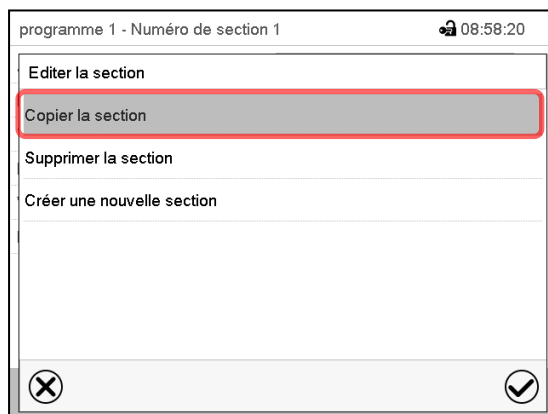 programme 1 - Numéro de section 1 08:58:20
Editer la section
Copier la section
Supprimer la section
Créer une nouvelle section